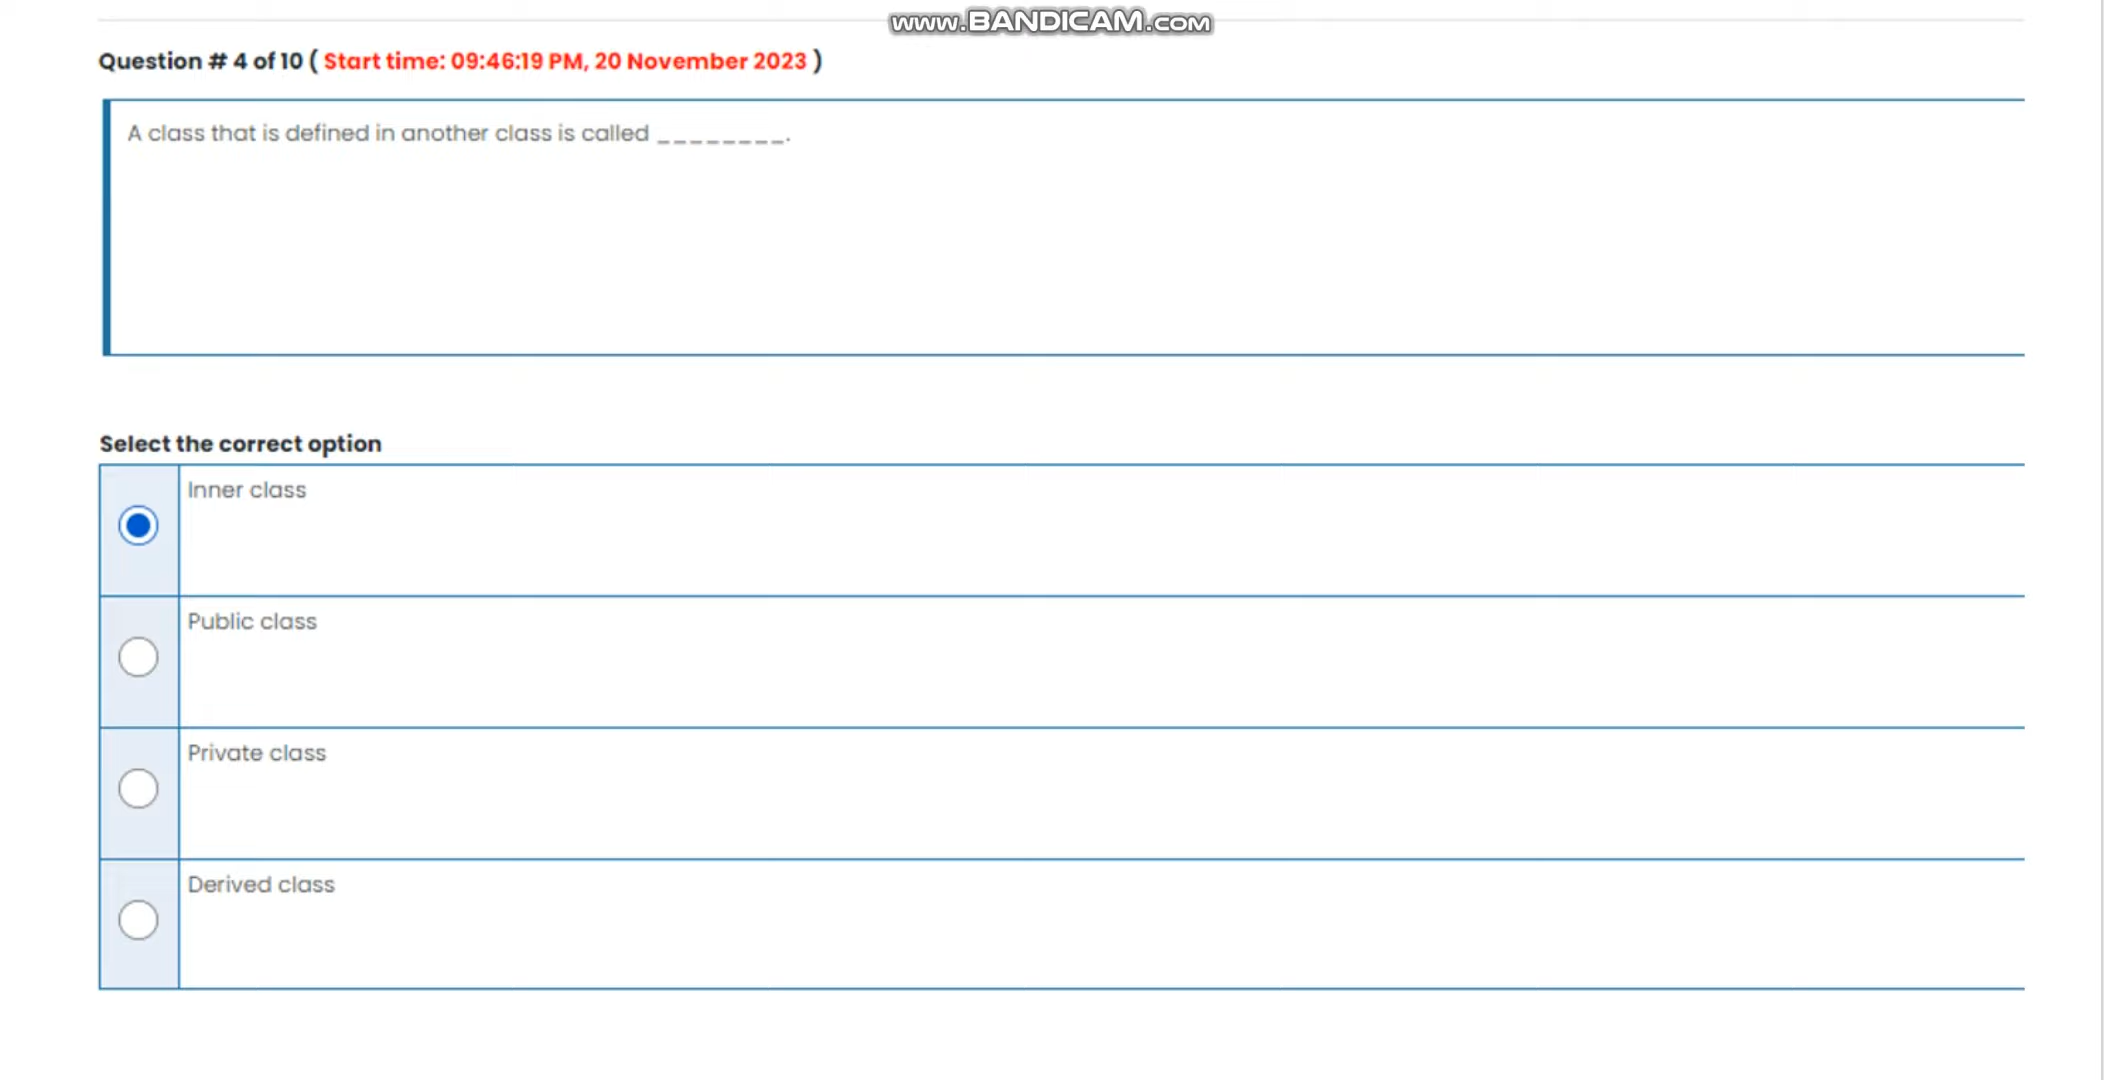 www.BANDICAM.com
Question # 4 of 10 ( Start time: 09:46:19 PM, 20 November 2023 )
A class that is defined in another class is called ________.
Select the correct option
Inner class
Public class
Private class
Derived class